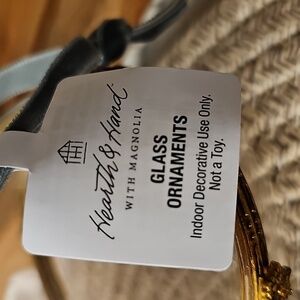 Hearth & Hand
WITH MAGNOLIA
GLASS
ORNAMENTS
Indoor Decorative Use Only.
Not a Toy.